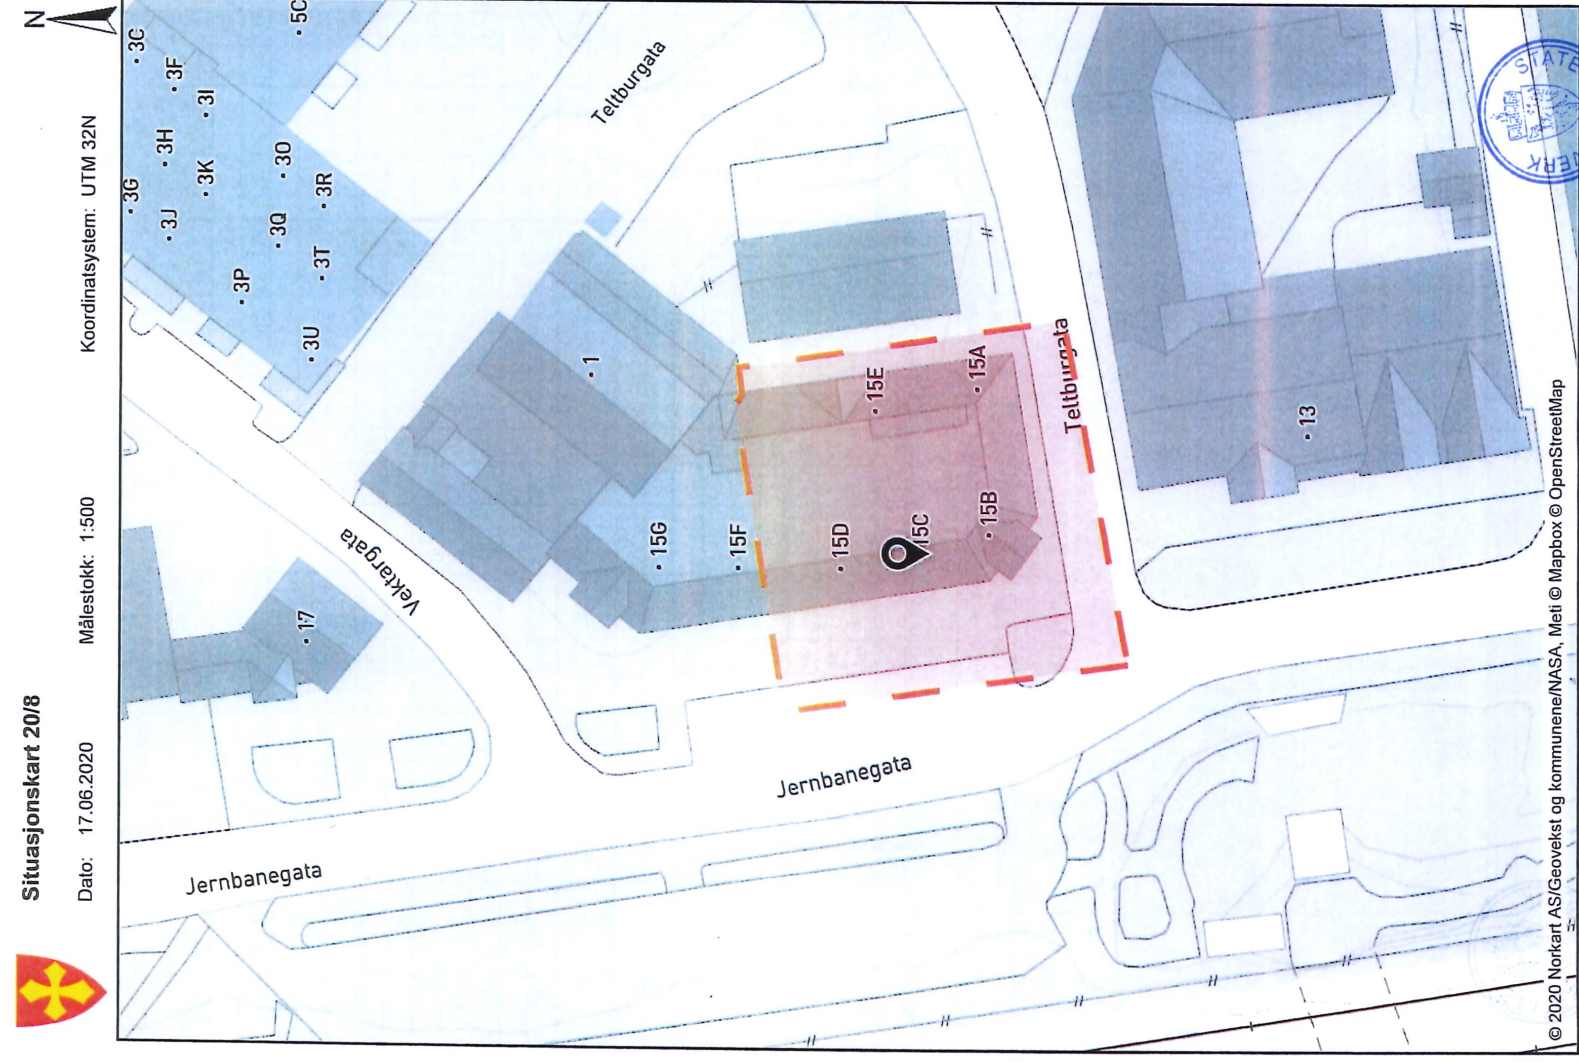 Situasjonskart 20/8
Dato: 17.06.2020
Målestokk: 1:500
Koordinatsystem: UTM 32N
N
3C
3F
3I
3G
3H
3J
3K
3O
3R
3Q
3T
3P
3U
5C
Teltburgata
1
17
Vektargata
15G
15F
15E
15A
15D
15C
15B
Teltburgata
13
Jernbanegata
Jernbanegata
STATE
VERK
© 2020 Norkart AS/Geovekst og kommunene/NASA, Meti © Mapbox © OpenStreetMap